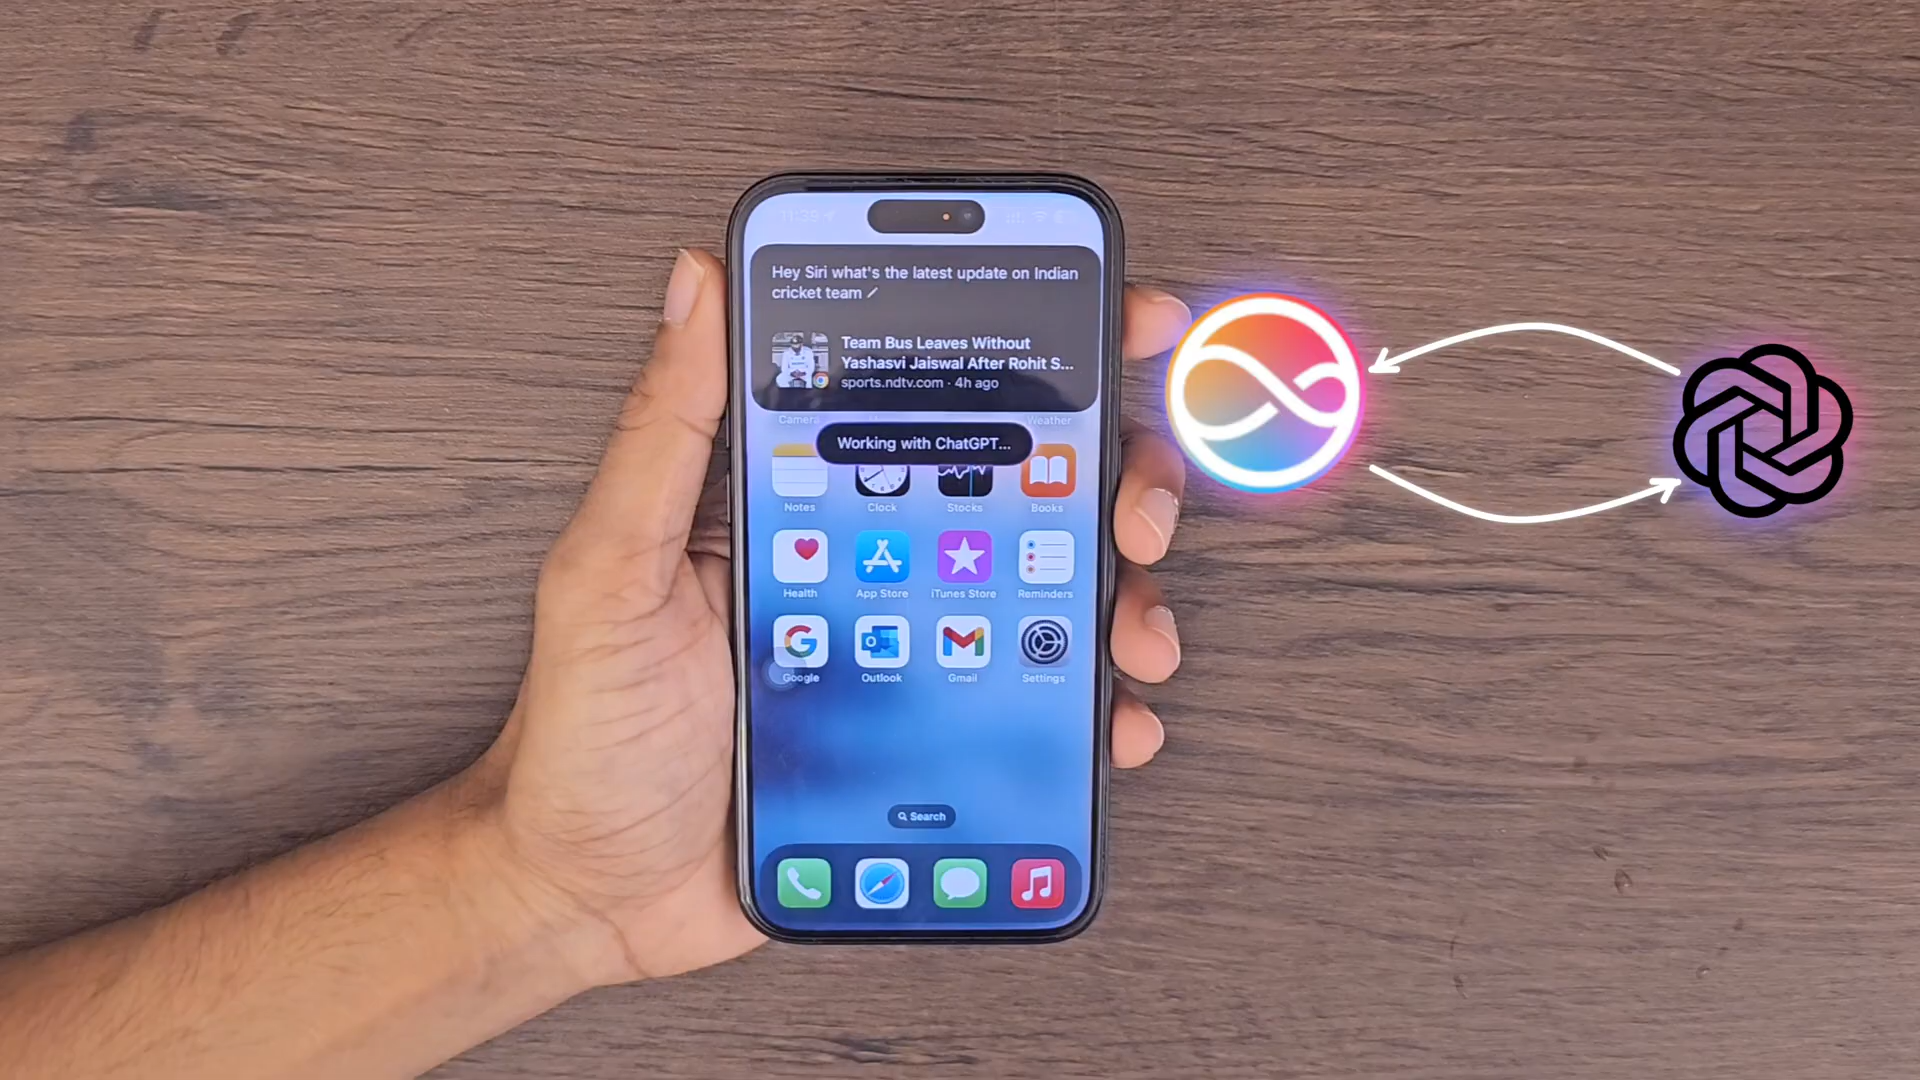 11:39
Hey Siri what's the latest update on Indian
cricket team
Team Bus Leaves Without
Yashasvi Jaiswal After Rohit S...
sports.ndtv.com · 4h ago
Camera
Weather
Working with ChatGPT...
Notes
Clock
Stocks
Books
Health
App Store
iTunes Store
Reminders
Google
Outlook
Gmail
Settings
Search